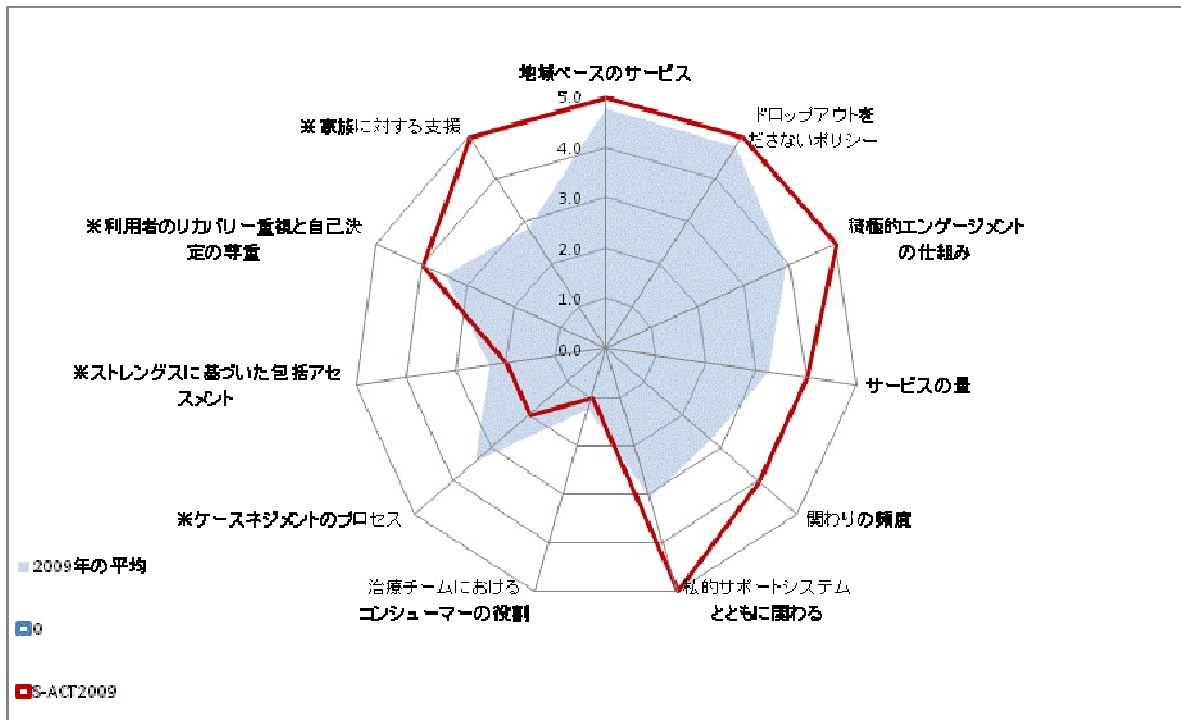 地域ベースのサービス
5.0
ドロップアウトを
ださないポリシー
※家族に対する支援
4.0
3.0
※利用者のリカバリー重視と自己決
定の尊重
積極的エンゲージメント
の仕組み
2.0
1.0
0.0
※ストレングスに基づいた包括アセ
スメント
サービスの量
※ケースネジメントのプロセス
関わりの頻度
2009年の平均
治療チームにおける
コンシューマーの役割
私的サポートシステム
とともに関わる
0
S-ACT2009